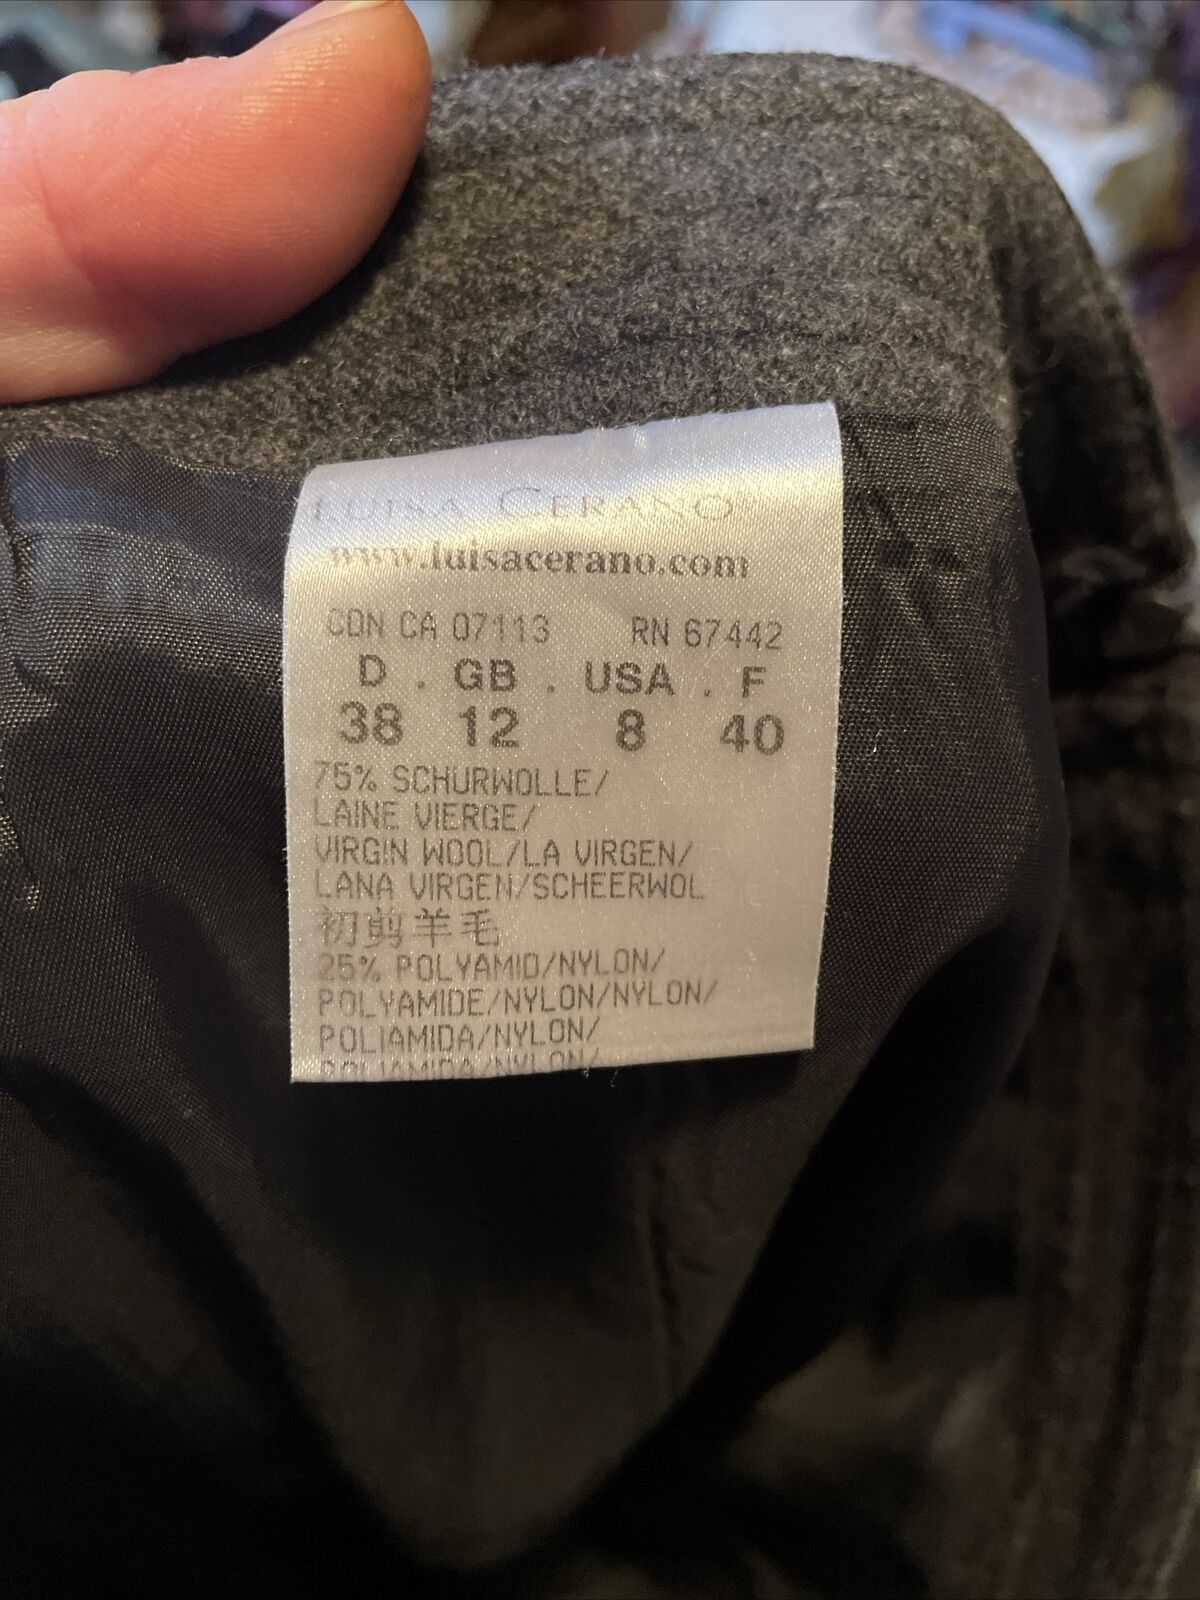 LUISA CERANO®
www.luisacerano.com
CDN CA 07113 RN 67442
D . GB . USA . F
38 12 8 40
75% SCHURWOLLE/
LAINE VIERGE/
VIRGIN WOOL/LA VIRGEN/
LANA VIRGEN/SCHEERWOL
初剪羊毛
25% POLYAMID/NYLON/
POLYAMIDE/NYLON/NYLON/
POLIAMIDA/NYLON/
POLIAMIDA/NYLON/